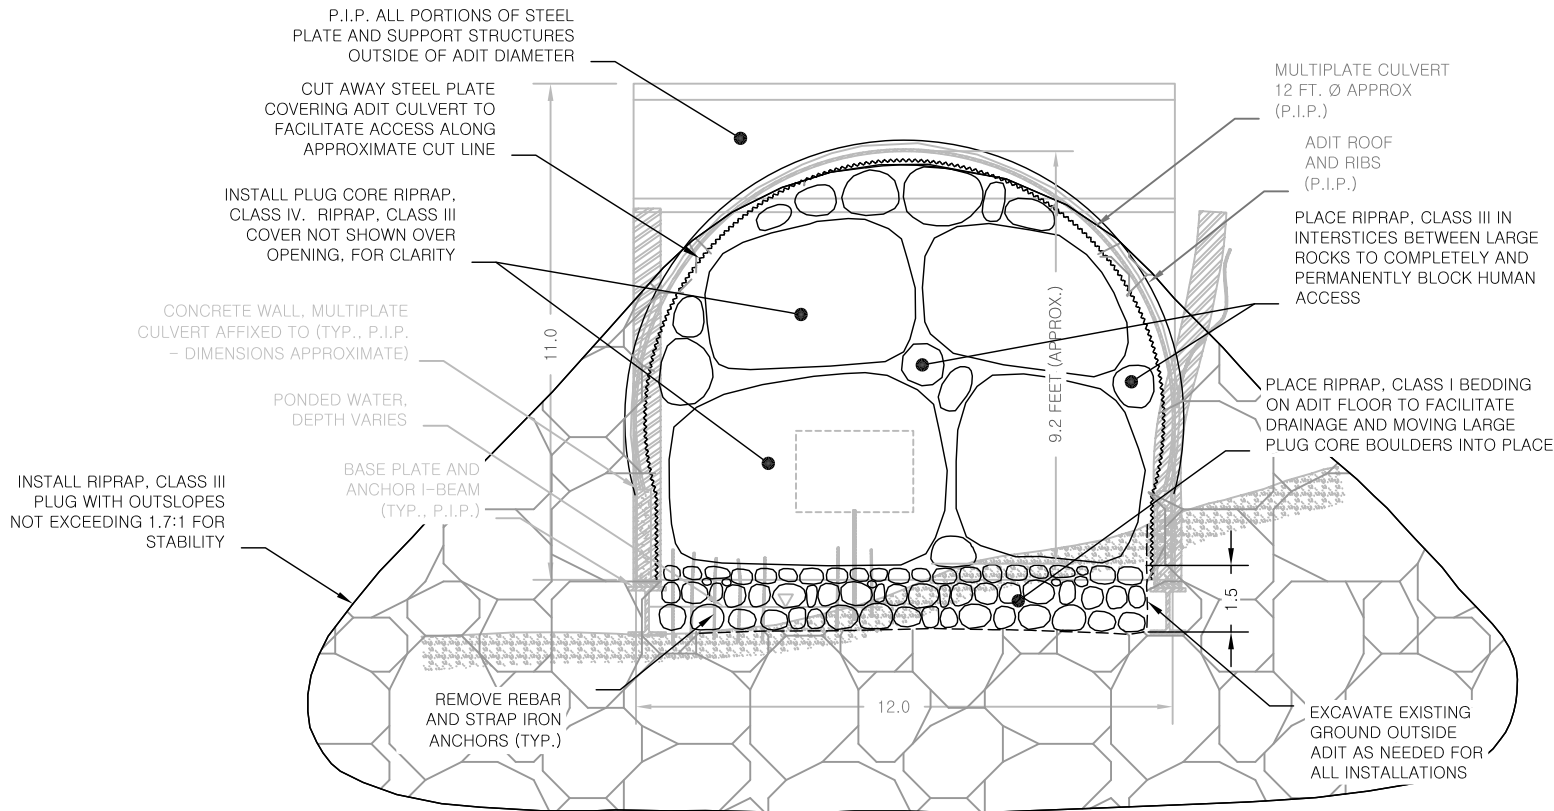 P.I.P. ALL PORTIONS OF STEEL
PLATE AND SUPPORT STRUCTURES
OUTSIDE OF ADIT DIAMETER
CUT AWAY STEEL PLATE
COVERING ADIT CULVERT TO
FACILITATE ACCESS ALONG
APPROXIMATE CUT LINE
INSTALL PLUG CORE RIPRAP,
CLASS IV. RIPRAP, CLASS III
COVER NOT SHOWN OVER
OPENING, FOR CLARITY
CONCRETE WALL, MULTIPLATE
CULVERT AFFIXED TO (TYP., P.I.P.
- DIMENSIONS APPROXIMATE)
PONDED WATER,
DEPTH VARIES
BASE PLATE AND
ANCHOR I-BEAM
(TYP., P.I.P.)
INSTALL RIPRAP, CLASS III
PLUG WITH OUTSLOPES
NOT EXCEEDING 1.7:1 FOR
STABILITY
REMOVE REBAR
AND STRAP IRON
ANCHORS (TYP.)
11.0
9.2 FEET (APPROX.)
12.0
1.5
MULTIPLATE CULVERT
12 FT. Ø APPROX
(P.I.P.)
ADIT ROOF
AND RIBS
(P.I.P.)
PLACE RIPRAP, CLASS III IN
INTERSTICES BETWEEN LARGE
ROCKS TO COMPLETELY AND
PERMANENTLY BLOCK HUMAN
ACCESS
PLACE RIPRAP, CLASS I BEDDING
ON ADIT FLOOR TO FACILITATE
DRAINAGE AND MOVING LARGE
PLUG CORE BOULDERS INTO PLACE
EXCAVATE EXISTING
GROUND OUTSIDE
ADIT AS NEEDED FOR
ALL INSTALLATIONS